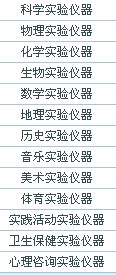 科学实验仪器
物理实验仪器
化学实验仪器
生物实验仪器
数学实验仪器
地理实验仪器
历史实验仪器
音乐实验仪器
美术实验仪器
体育实验仪器
实践活动实验仪器
卫生保健实验仪器
心理咨询实验仪器